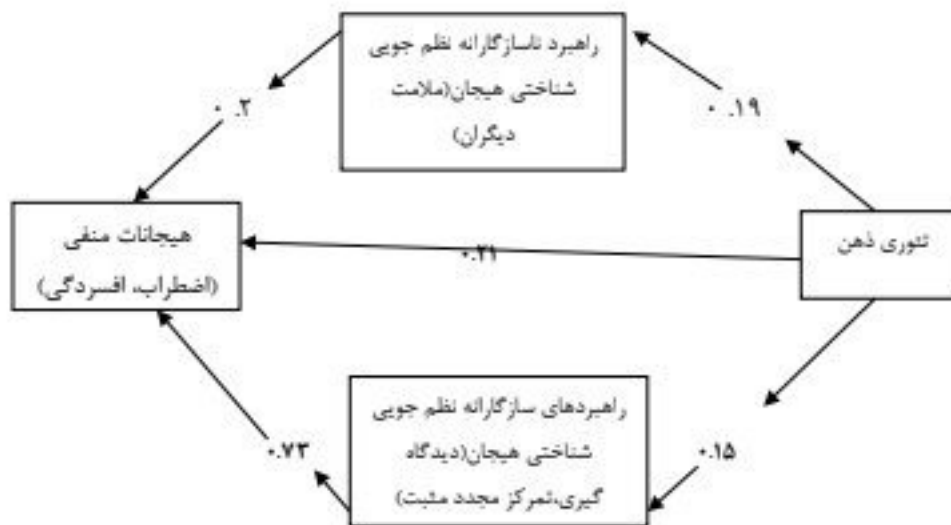 راهبرد ناسازگارانه نظم جویی
شناختی هیجان(ملامت
دیگران)
۰.۲
۰.۱۹
هیجانات منفی
(اضطراب، افسردگی)
تئوری ذهن
۰.۲۱
راهبردهای سازگارانه نظم جویی
شناختی هیجان(دیدگاه
گیری،تمرکز مجدد مثبت)
۰.۷۳
۰.۱۵